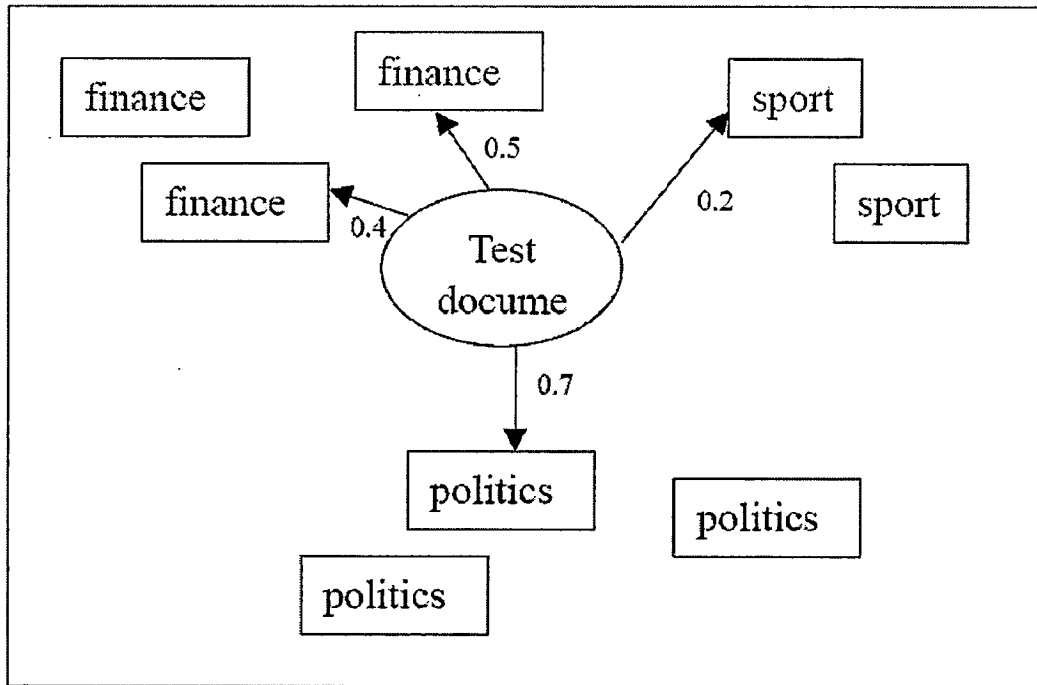 finance
finance
sport
0.5
finance
0.4
0.2
sport
Test
docume
0.7
politics
politics
politics